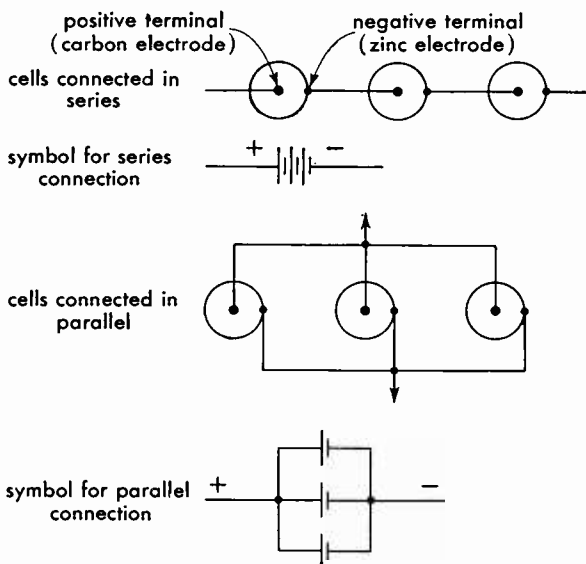 positive terminal
(carbon electrode)
negative terminal
(zinc electrode)
cells connected in
series
symbol for series
connection
+ −
cells connected in
parallel
symbol for parallel
connection
+ −